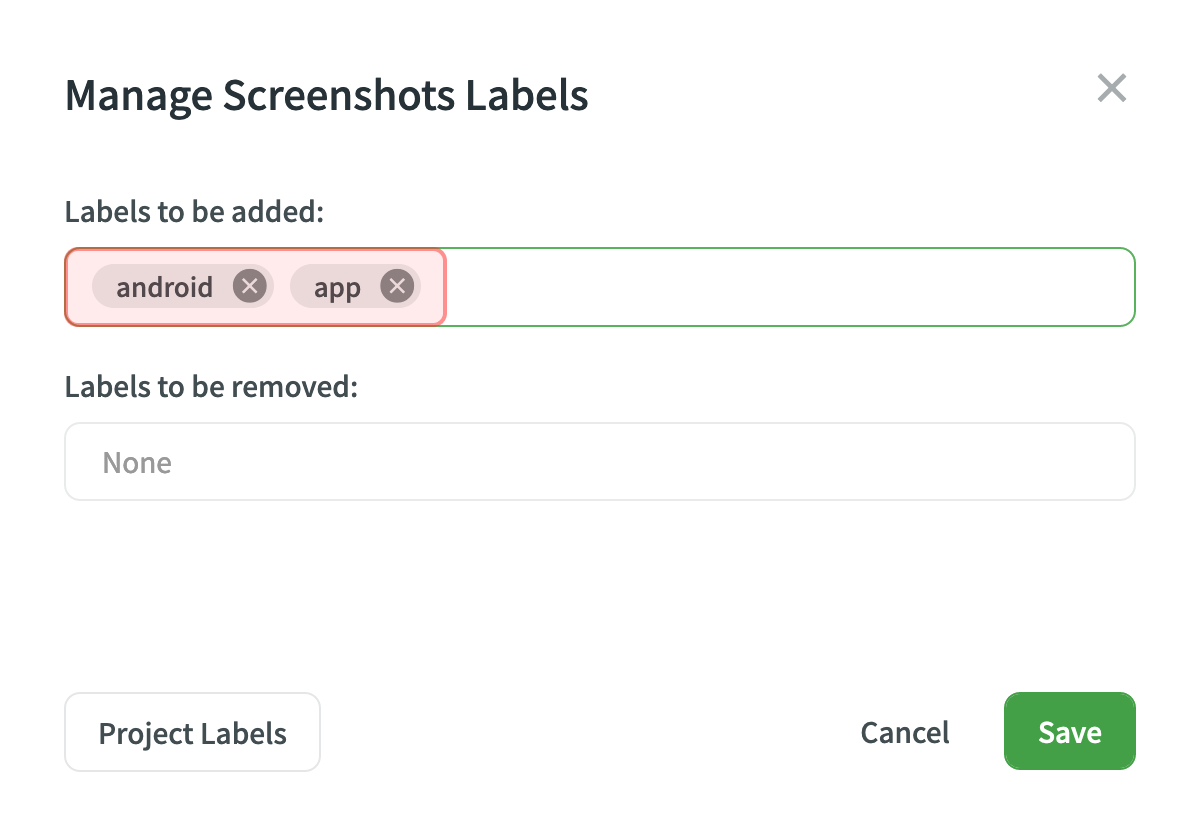 Manage Screenshots Labels
Labels to be added:
android app
Labels to be removed:
None
Project Labels Cancel Save